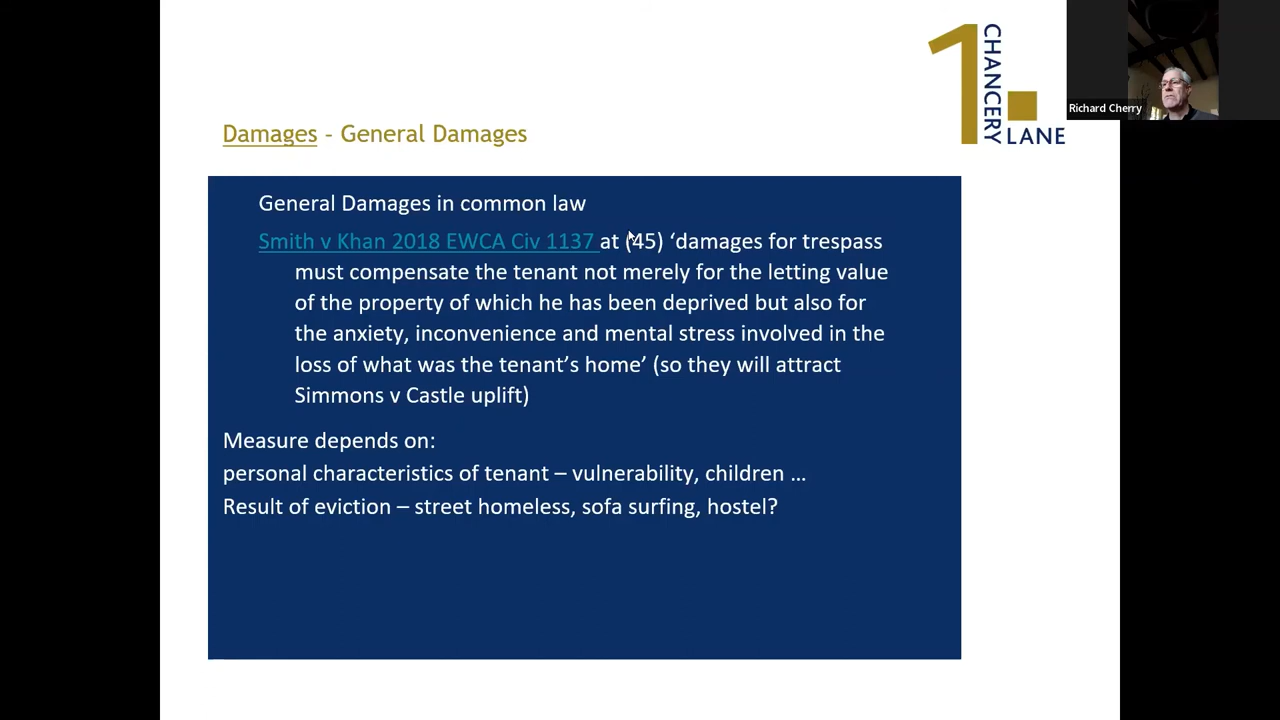 1 CHANCERY LANE
Richard Cherry
Damages - General Damages
General Damages in common law
Smith v Khan 2018 EWCA Civ 1137 at (45) ‘damages for trespass
must compensate the tenant not merely for the letting value
of the property of which he has been deprived but also for
the anxiety, inconvenience and mental stress involved in the
loss of what was the tenant’s home’ (so they will attract
Simmons v Castle uplift)
Measure depends on:
personal characteristics of tenant – vulnerability, children …
Result of eviction – street homeless, sofa surfing, hostel?